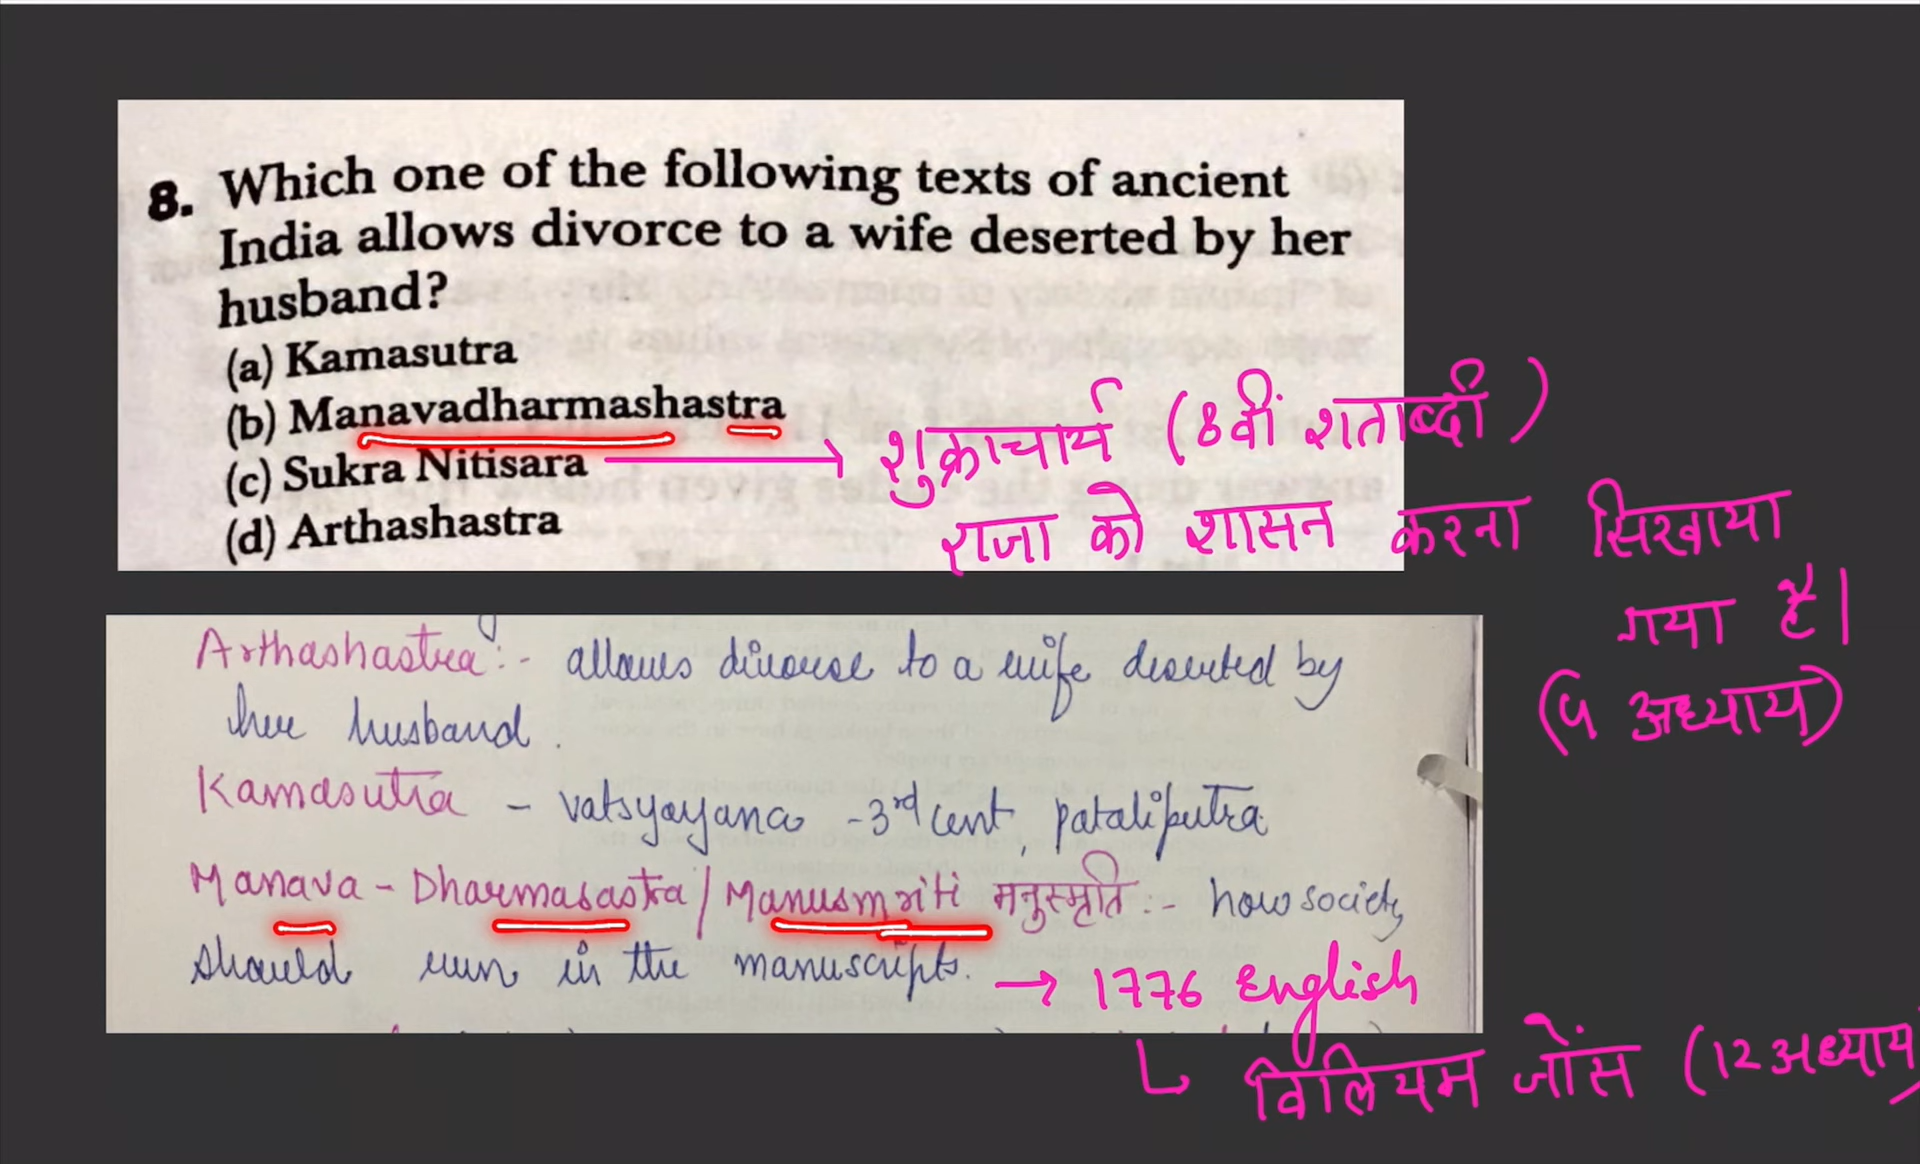 8. Which one of the following texts of ancient
India allows divorce to a wife deserted by her
husband?
(a) Kamasutra
(b) Manavadharmashastra
(c) Sukra Nitisara → शुक्राचार्य (8वीं शताब्दी)
(d) Arthashastra
राजा को शासन करना सिखाया
गया है।
(५ अध्याय)
Arthashastra :- allows divorse to a wife deserted by
her husband.
Kamasutra - vatsyayana - 3rd cent, pataliputra
Manava - Dharmasastra / Manusmriti मनुस्मृति :- how society
should run in the manuscripts. → 1776 English
विलियम जोंस (12 अध्याय)